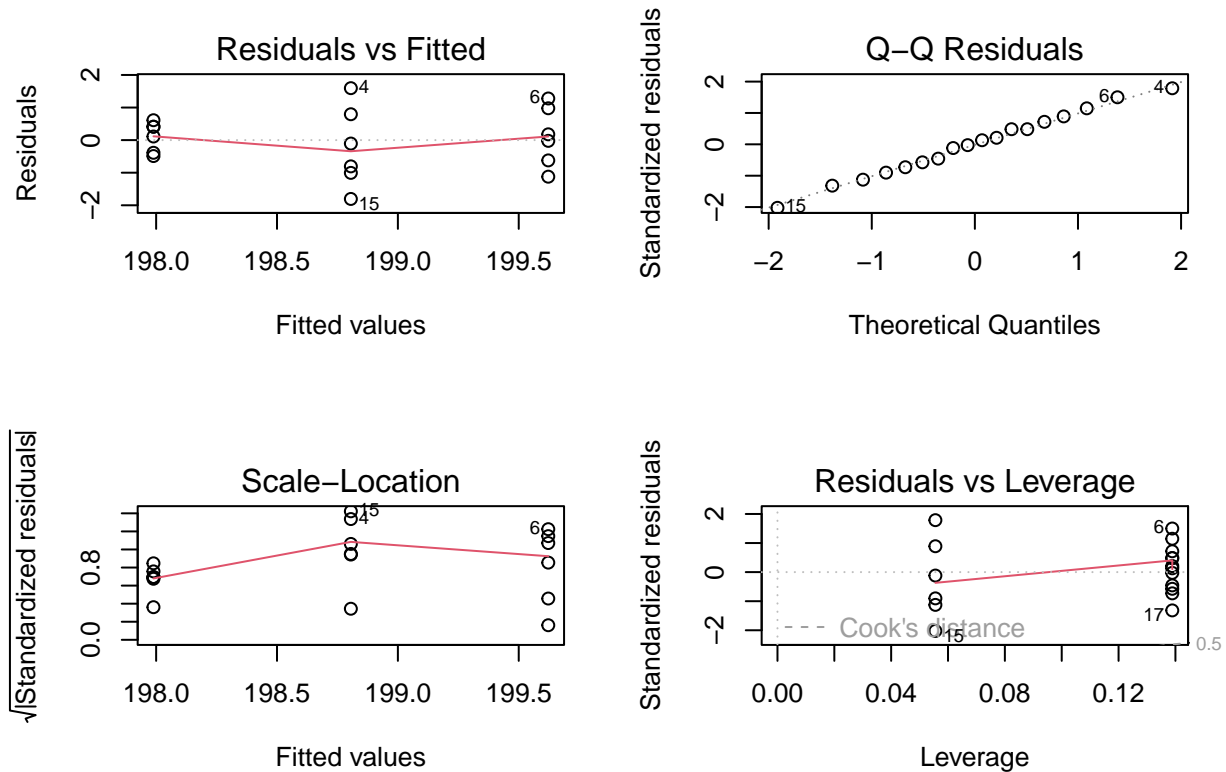 Residuals vs Fitted
Residuals
2
0
−2
4
6
15
198.0 198.5 199.0 199.5
Fitted values
Q−Q Residuals
Standardized residuals
2
0
−2
6
4
15
−2 −1 0 1 2
Theoretical Quantiles
Scale−Location
√|Standardized residuals|
0.8
0.0
15
4
6
198.0 198.5 199.0 199.5
Fitted values
Residuals vs Leverage
Standardized residuals
2
0
−2
6
17
Cook's distance
15
0.5
0.00 0.04 0.08 0.12
Leverage